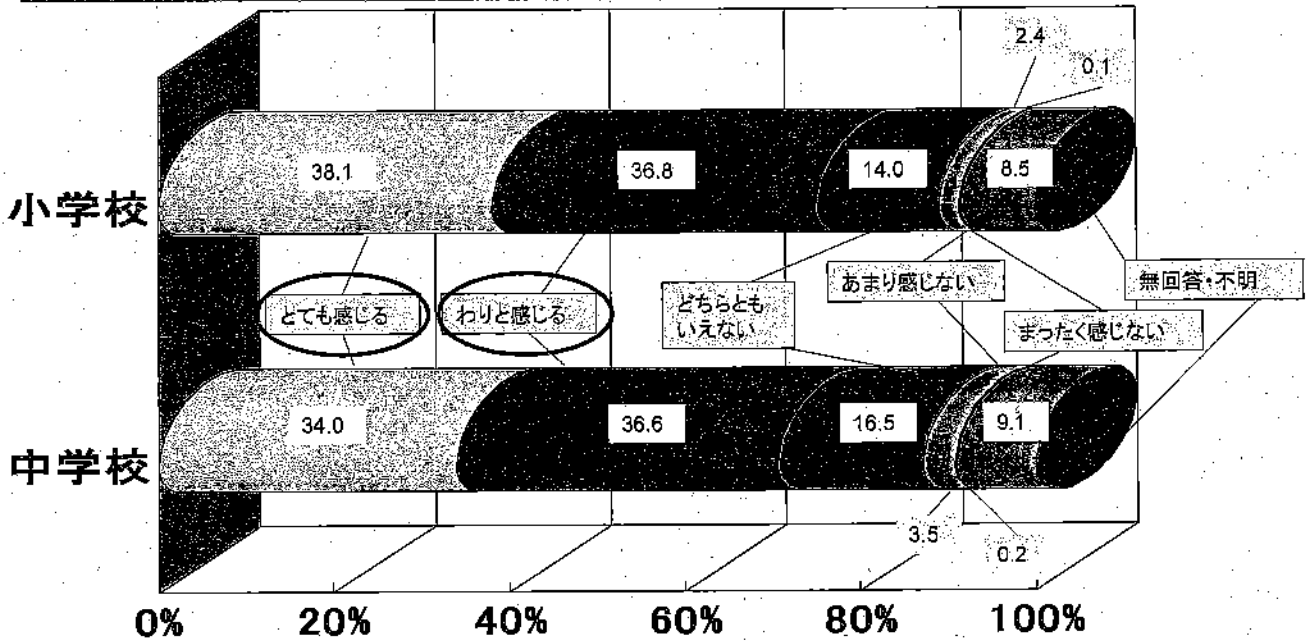 2.4
0.1
小学校
38.1
36.8
14.0
8.5
とても感じる
わりと感じる
どちらとも
いえない
あまり感じない
まったく感じない
無回答・不明
中学校
34.0
36.6
16.5
9.1
3.5
0.2
0%
20%
40%
60%
80%
100%